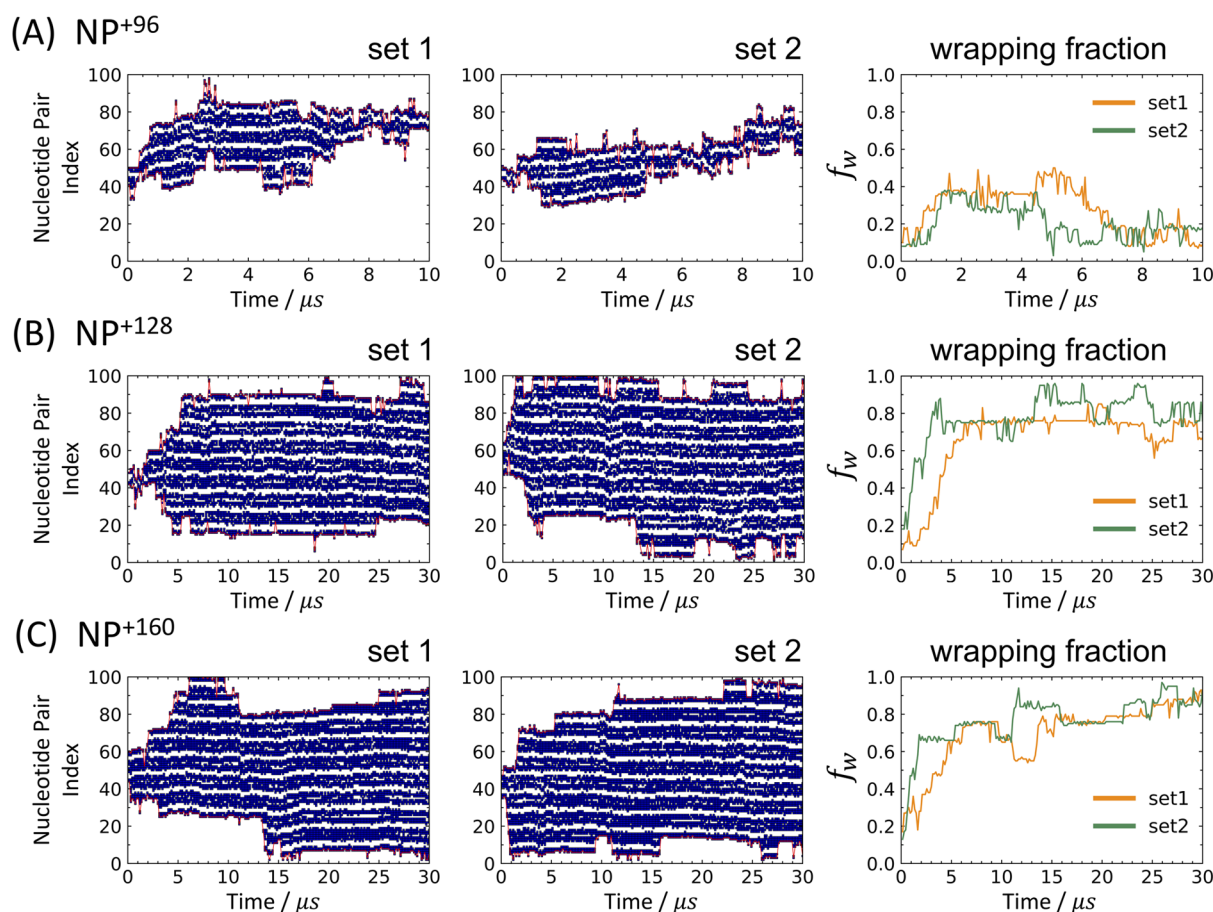 (A) NP+96
set 1
set 2
wrapping fraction
Nucleotide Pair
Index
100
80
60
40
20
0
0 2 4 6 8 10
Time / μs
0 2 4 6 8 10
Time / μs
fw
1.0
0.8
0.6
0.4
0.2
0.0
set1
set2
0 2 4 6 8 10
Time / μs
(B) NP+128
set 1
set 2
wrapping fraction
Nucleotide Pair
Index
100
80
60
40
20
0
0 5 10 15 20 25 30
Time / μs
100
80
60
40
20
0
0 5 10 15 20 25 30
Time / μs
fw
1.0
0.8
0.6
0.4
0.2
0.0
set1
set2
0 5 10 15 20 25 30
Time / μs
(C) NP+160
set 1
set 2
wrapping fraction
Nucleotide Pair
Index
100
80
60
40
20
0
0 5 10 15 20 25 30
Time / μs
100
80
60
40
20
0
0 5 10 15 20 25 30
Time / μs
fw
1.0
0.8
0.6
0.4
0.2
0.0
set1
set2
0 5 10 15 20 25 30
Time / μs